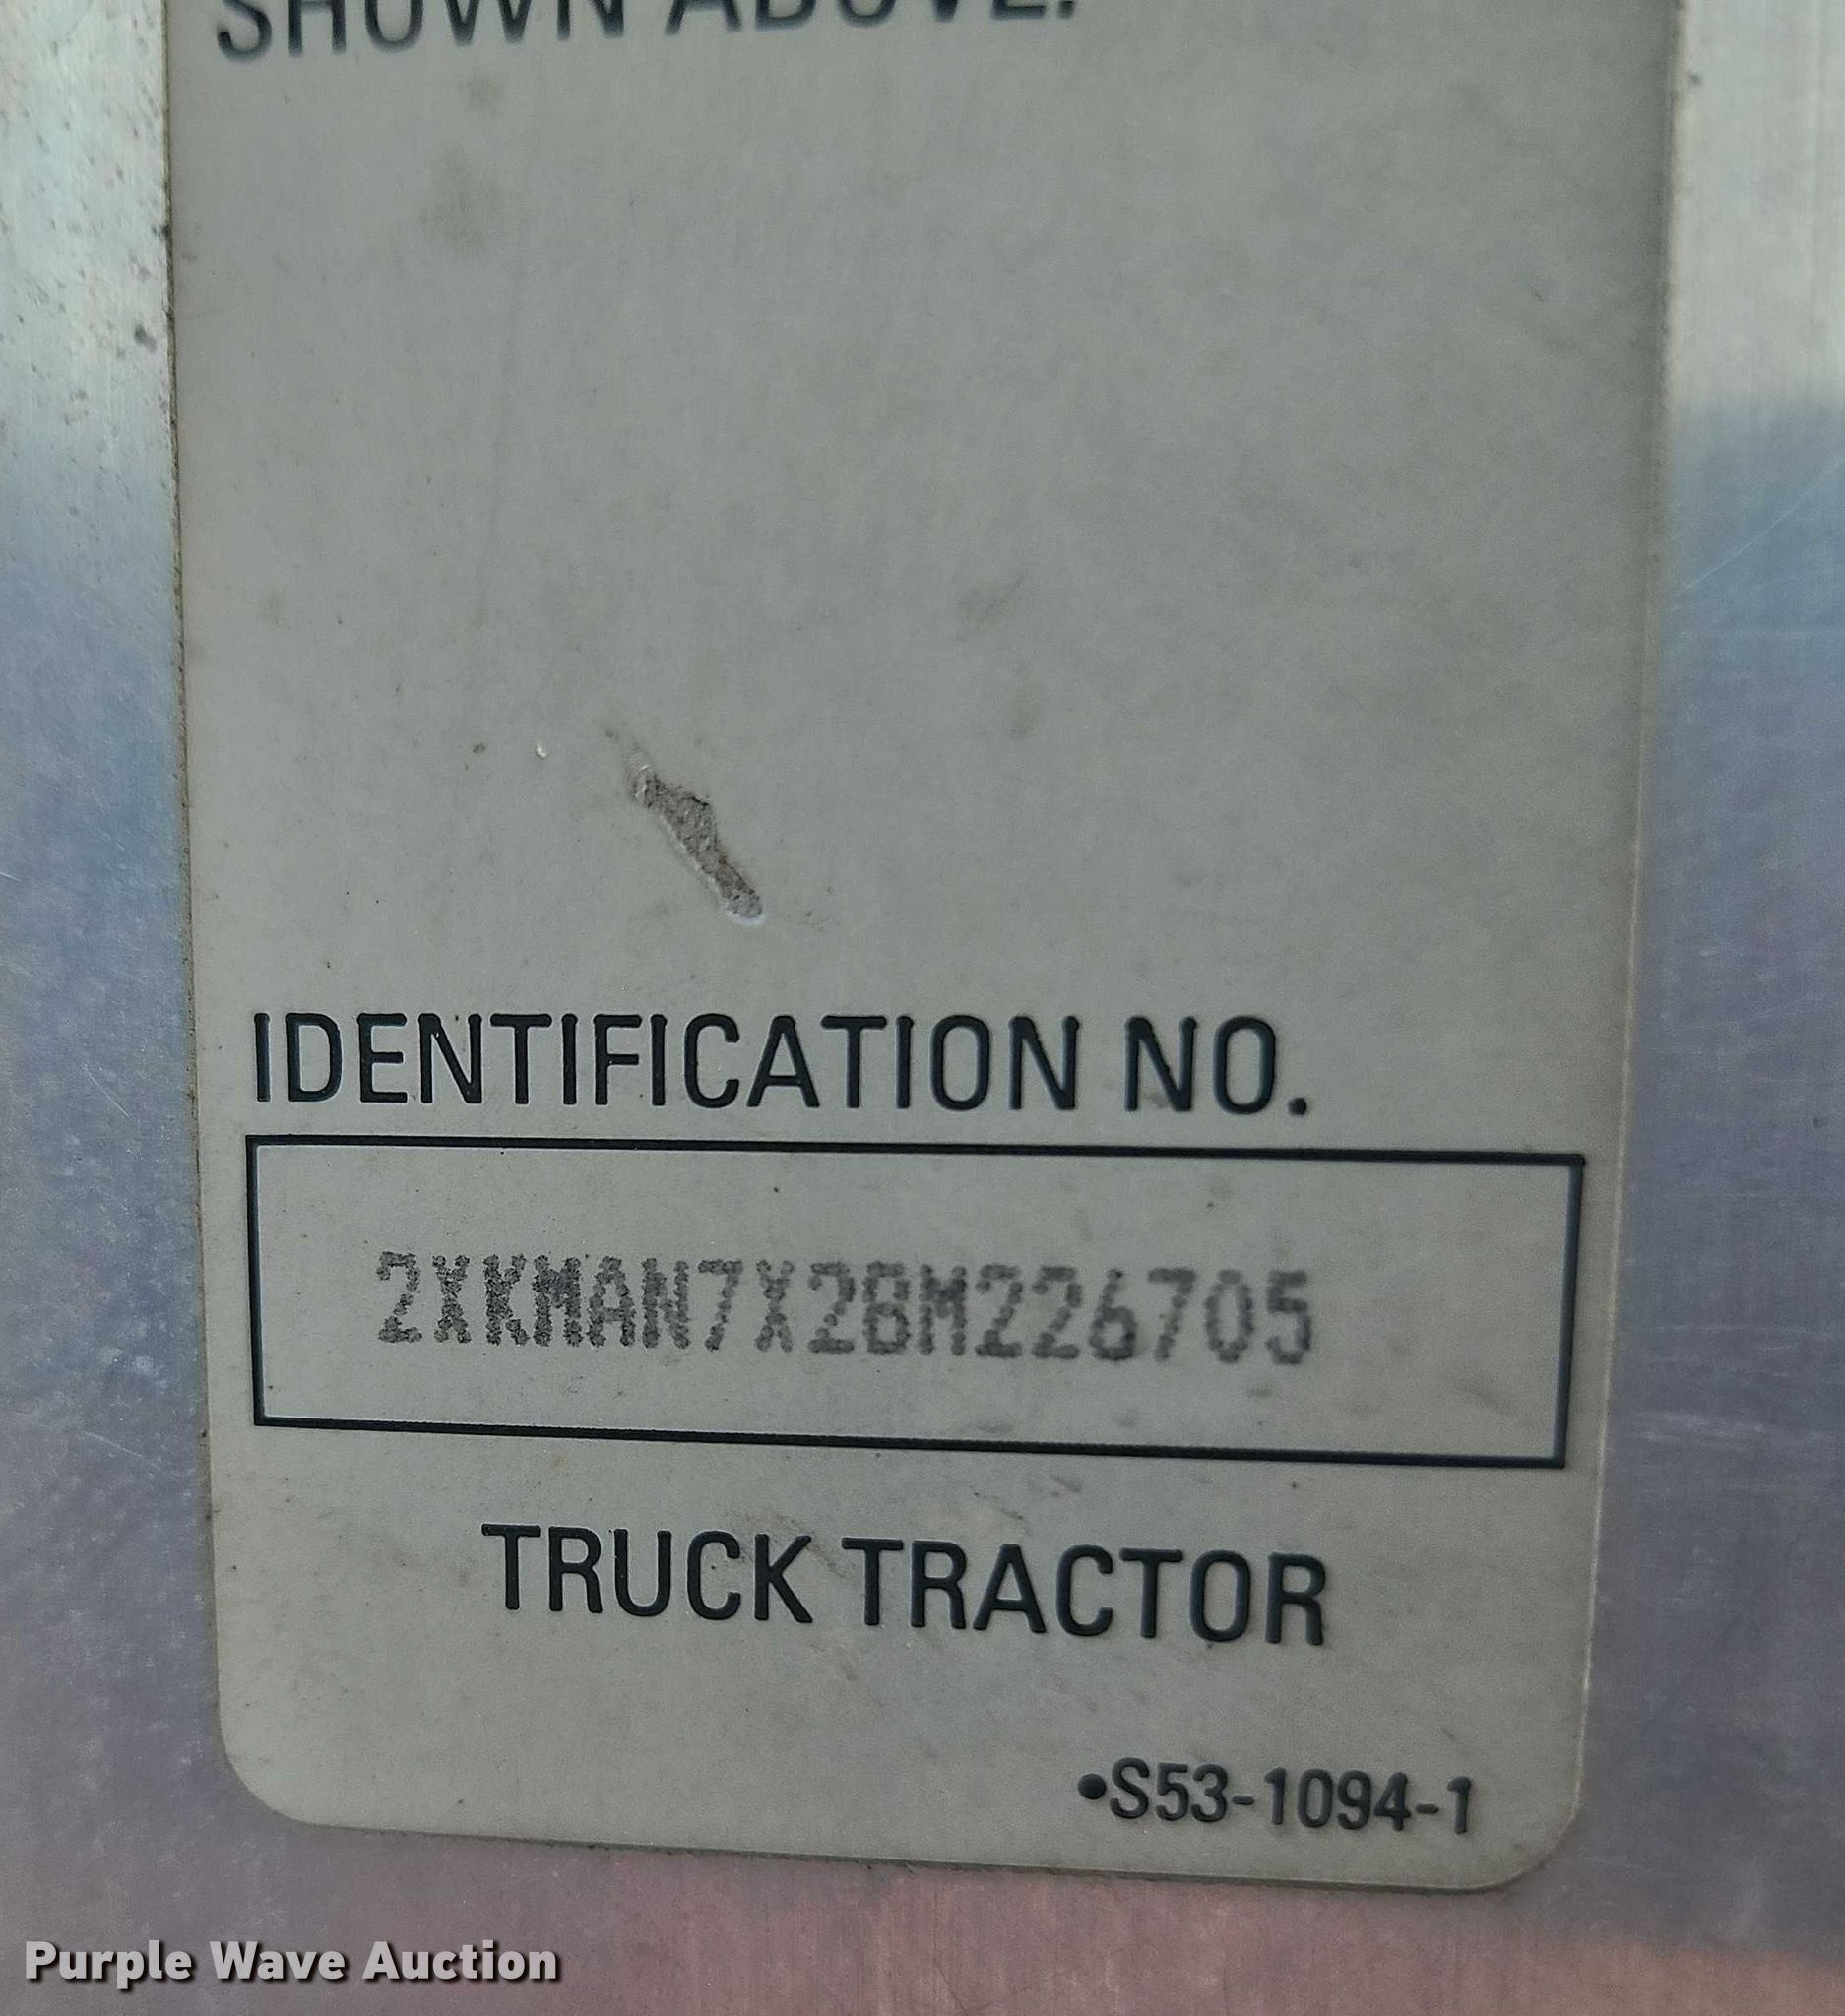 SHOWN ABOVE.
IDENTIFICATION NO.
2XKMAN7X2BM226705
TRUCK TRACTOR
•S53-1094-1
Purple Wave Auction